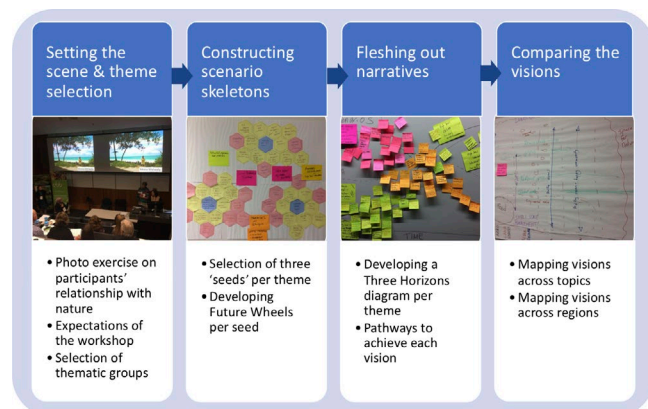 Setting the
scene & theme
selection
Constructing
scenario
skeletons
Fleshing out
narratives
Comparing the
visions
• Photo exercise on
participants'
relationship with
nature
• Expectations of
the workshop
• Selection of
thematic groups
• Selection of three
'seeds' per theme
• Developing
Future Wheels
per seed
• Developing a
Three Horizons
diagram per
theme
• Pathways to
achieve each
vision
• Mapping visions
across topics
• Mapping visions
across regions